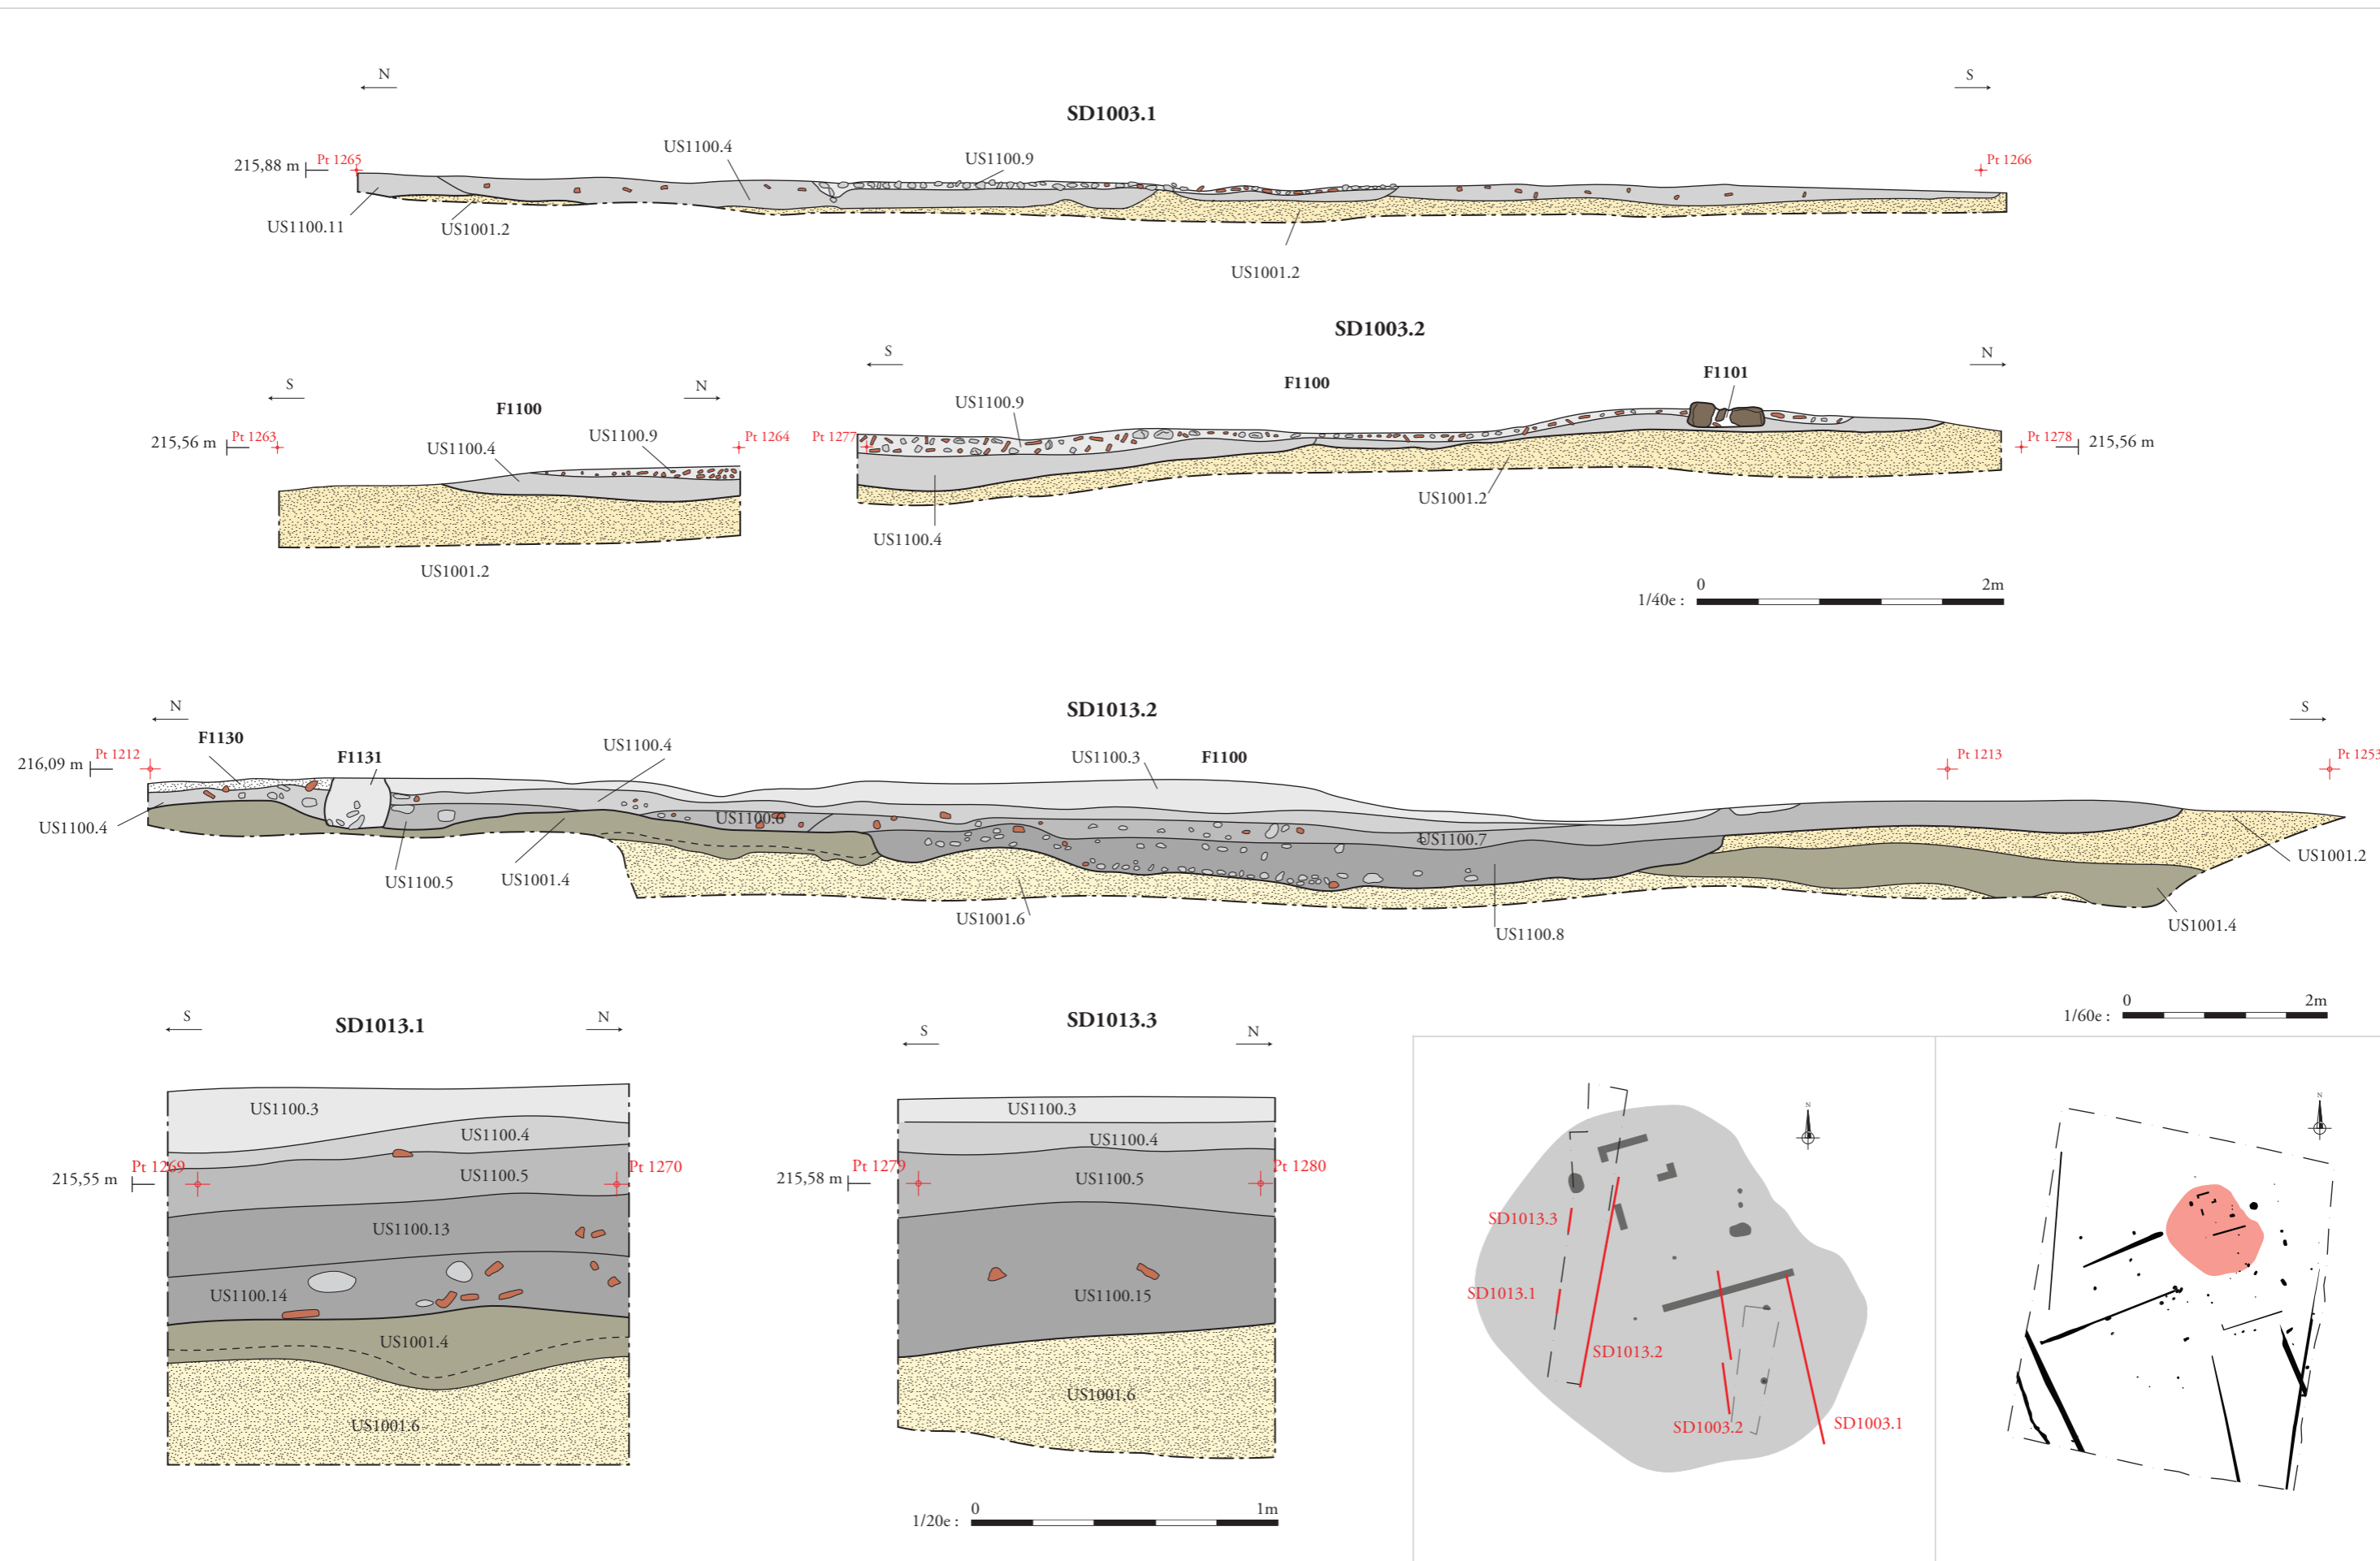 N
S
SD1003.1
215,88 m
Pt 1265
US1100.4
US1100.9
Pt 1266
US1100.11
US1001.2
US1001.2
SD1003.2
S
N
F1100
215,56 m
Pt 1263
US1100.4
US1100.9
Pt 1264
US1001.2
S
N
F1100
F1101
US1100.9
Pt 1277
Pt 1278
215,56 m
US1001.2
US1100.4
0 2m
1/40e :
N
S
SD1013.2
F1130
F1131
US1100.4
US1100.3
F1100
216,09 m
Pt 1212
Pt 1213
Pt 1253
US1100.4
US1100.6
US1100.7
US1100.5
US1001.4
US1001.6
US1100.8
US1001.2
US1001.4
0 2m
1/60e :
S
N
SD1013.1
US1100.3
US1100.4
215,55 m
Pt 1269
Pt 1270
US1100.5
US1100.13
US1100.14
US1001.4
US1001.6
SD1013.3
S
N
US1100.3
US1100.4
215,58 m
Pt 1279
Pt 1280
US1100.5
US1100.15
US1001.6
0 1m
1/20e :
N
SD1013.3
SD1013.1
SD1013.2
SD1003.2
SD1003.1
N